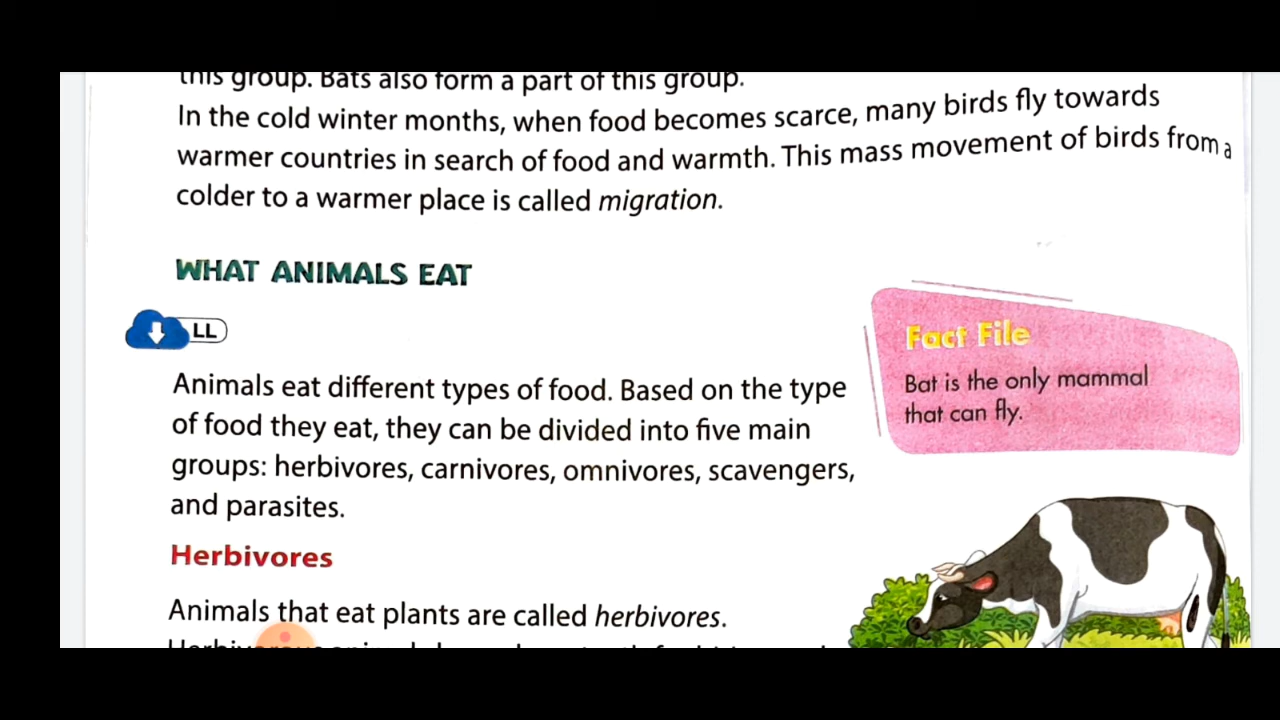 this group. Bats also form a part of this group.
In the cold winter months, when food becomes scarce, many birds fly towards
warmer countries in search of food and warmth. This mass movement of birds from a
colder to a warmer place is called migration.
WHAT ANIMALS EAT
LL
Animals eat different types of food. Based on the type
of food they eat, they can be divided into five main
groups: herbivores, carnivores, omnivores, scavengers,
and parasites.
Fact File
Bat is the only mammal
that can fly.
Herbivores
Animals that eat plants are called herbivores.